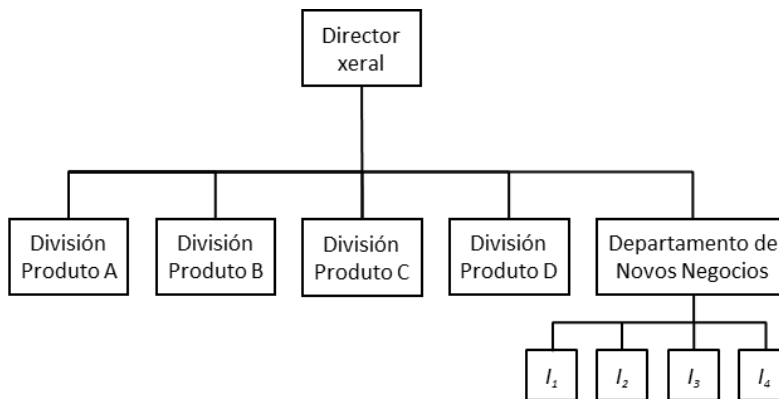 Director
xeral
División
Produto A
División
Produto B
División
Produto C
División
Produto D
Departamento de
Novos Negocios
I₁
I₂
I₃
I₄